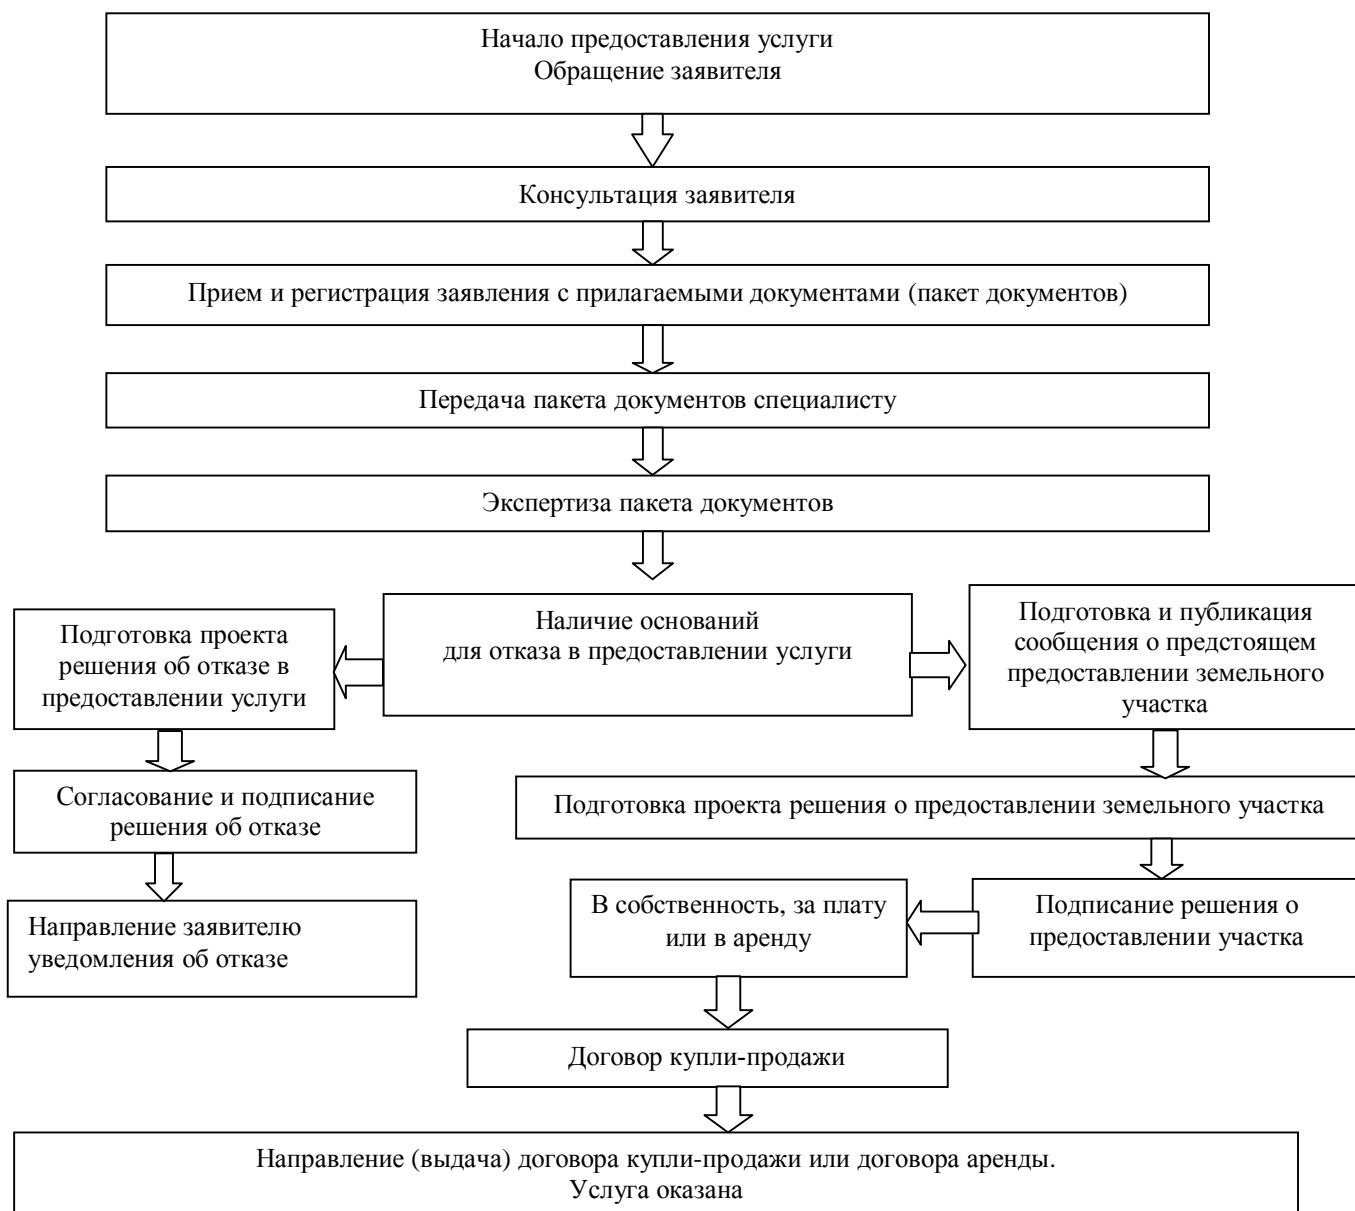 Начало предоставления услуги
Обращение заявителя
Консультация заявителя
Прием и регистрация заявления с прилагаемыми документами (пакет документов)
Передача пакета документов специалисту
Экспертиза пакета документов
Наличие оснований
для отказа в предоставлении услуги
Подготовка проекта
решения об отказе в
предоставлении услуги
Подготовка и публикация
сообщения о предстоящем
предоставлении земельного
участка
Согласование и подписание
решения об отказе
Подготовка проекта решения о предоставлении земельного участка
Направление заявителю
уведомления об отказе
В собственность, за плату
или в аренду
Подписание решения о
предоставлении участка
Договор купли-продажи
Направление (выдача) договора купли-продажи или договора аренды.
Услуга оказана